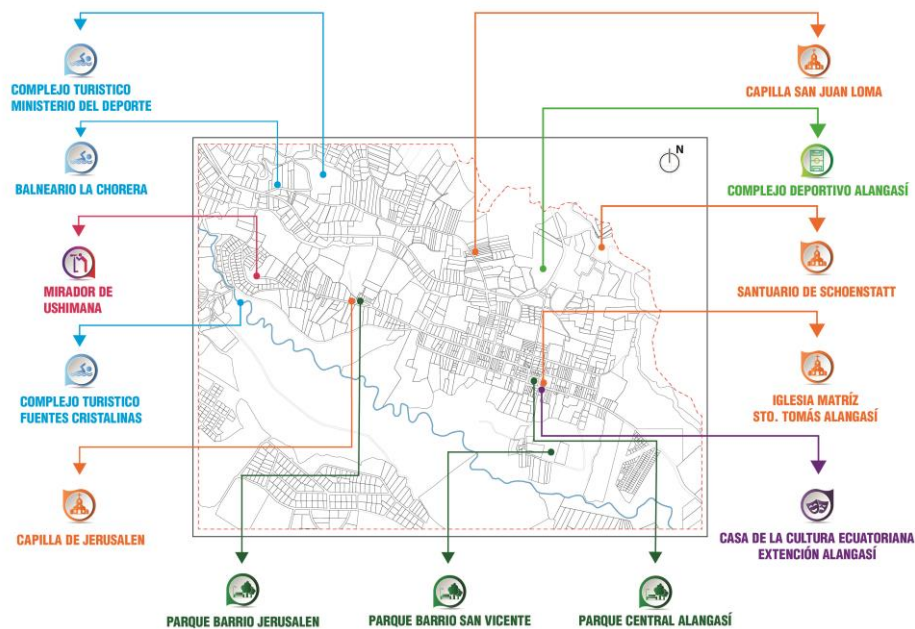 COMPLEJO TURISTICO
MINISTERIO DEL DEPORTE
BALNEARIO LA CHORERA
MIRADOR DE
USHIMANA
COMPLEJO TURISTICO
FUENTES CRISTALINAS
CAPILLA DE JERUSALEN
N
CAPILLA SAN JUAN LOMA
COMPLEJO DEPORTIVO ALANGASÍ
SANTUARIO DE SCHOENSTATT
IGLESIA MATRÍZ
STO. TOMÁS ALANGASÍ
CASA DE LA CULTURA ECUATORIANA
EXTENCIÓN ALANGASÍ
PARQUE BARRIO JERUSALEN
PARQUE BARRIO SAN VICENTE
PARQUE CENTRAL ALANGASÍ